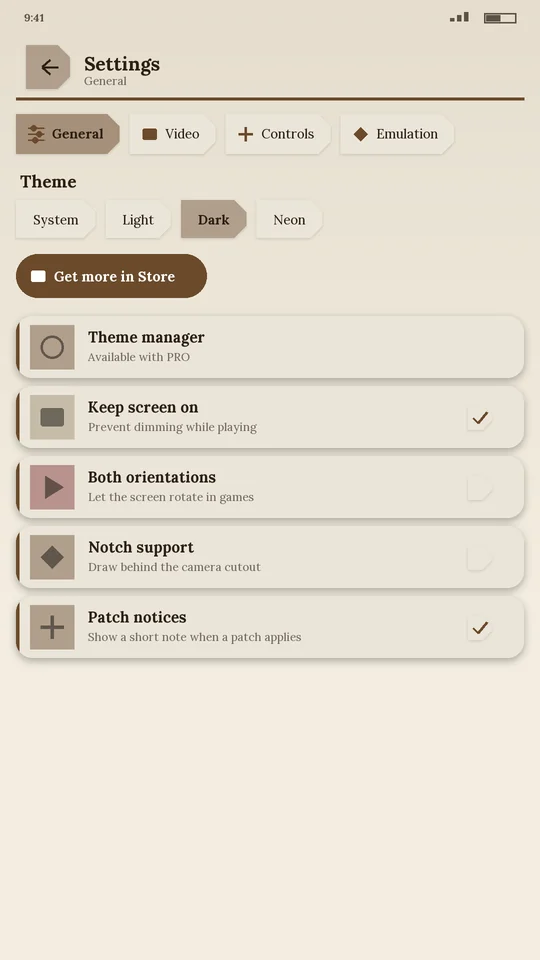 9:41
Settings
General
General Video Controls Emulation
Theme
System Light Dark Neon
Get more in Store
Theme manager
Available with PRO
Keep screen on
Prevent dimming while playing
Both orientations
Let the screen rotate in games
Notch support
Draw behind the camera cutout
Patch notices
Show a short note when a patch applies